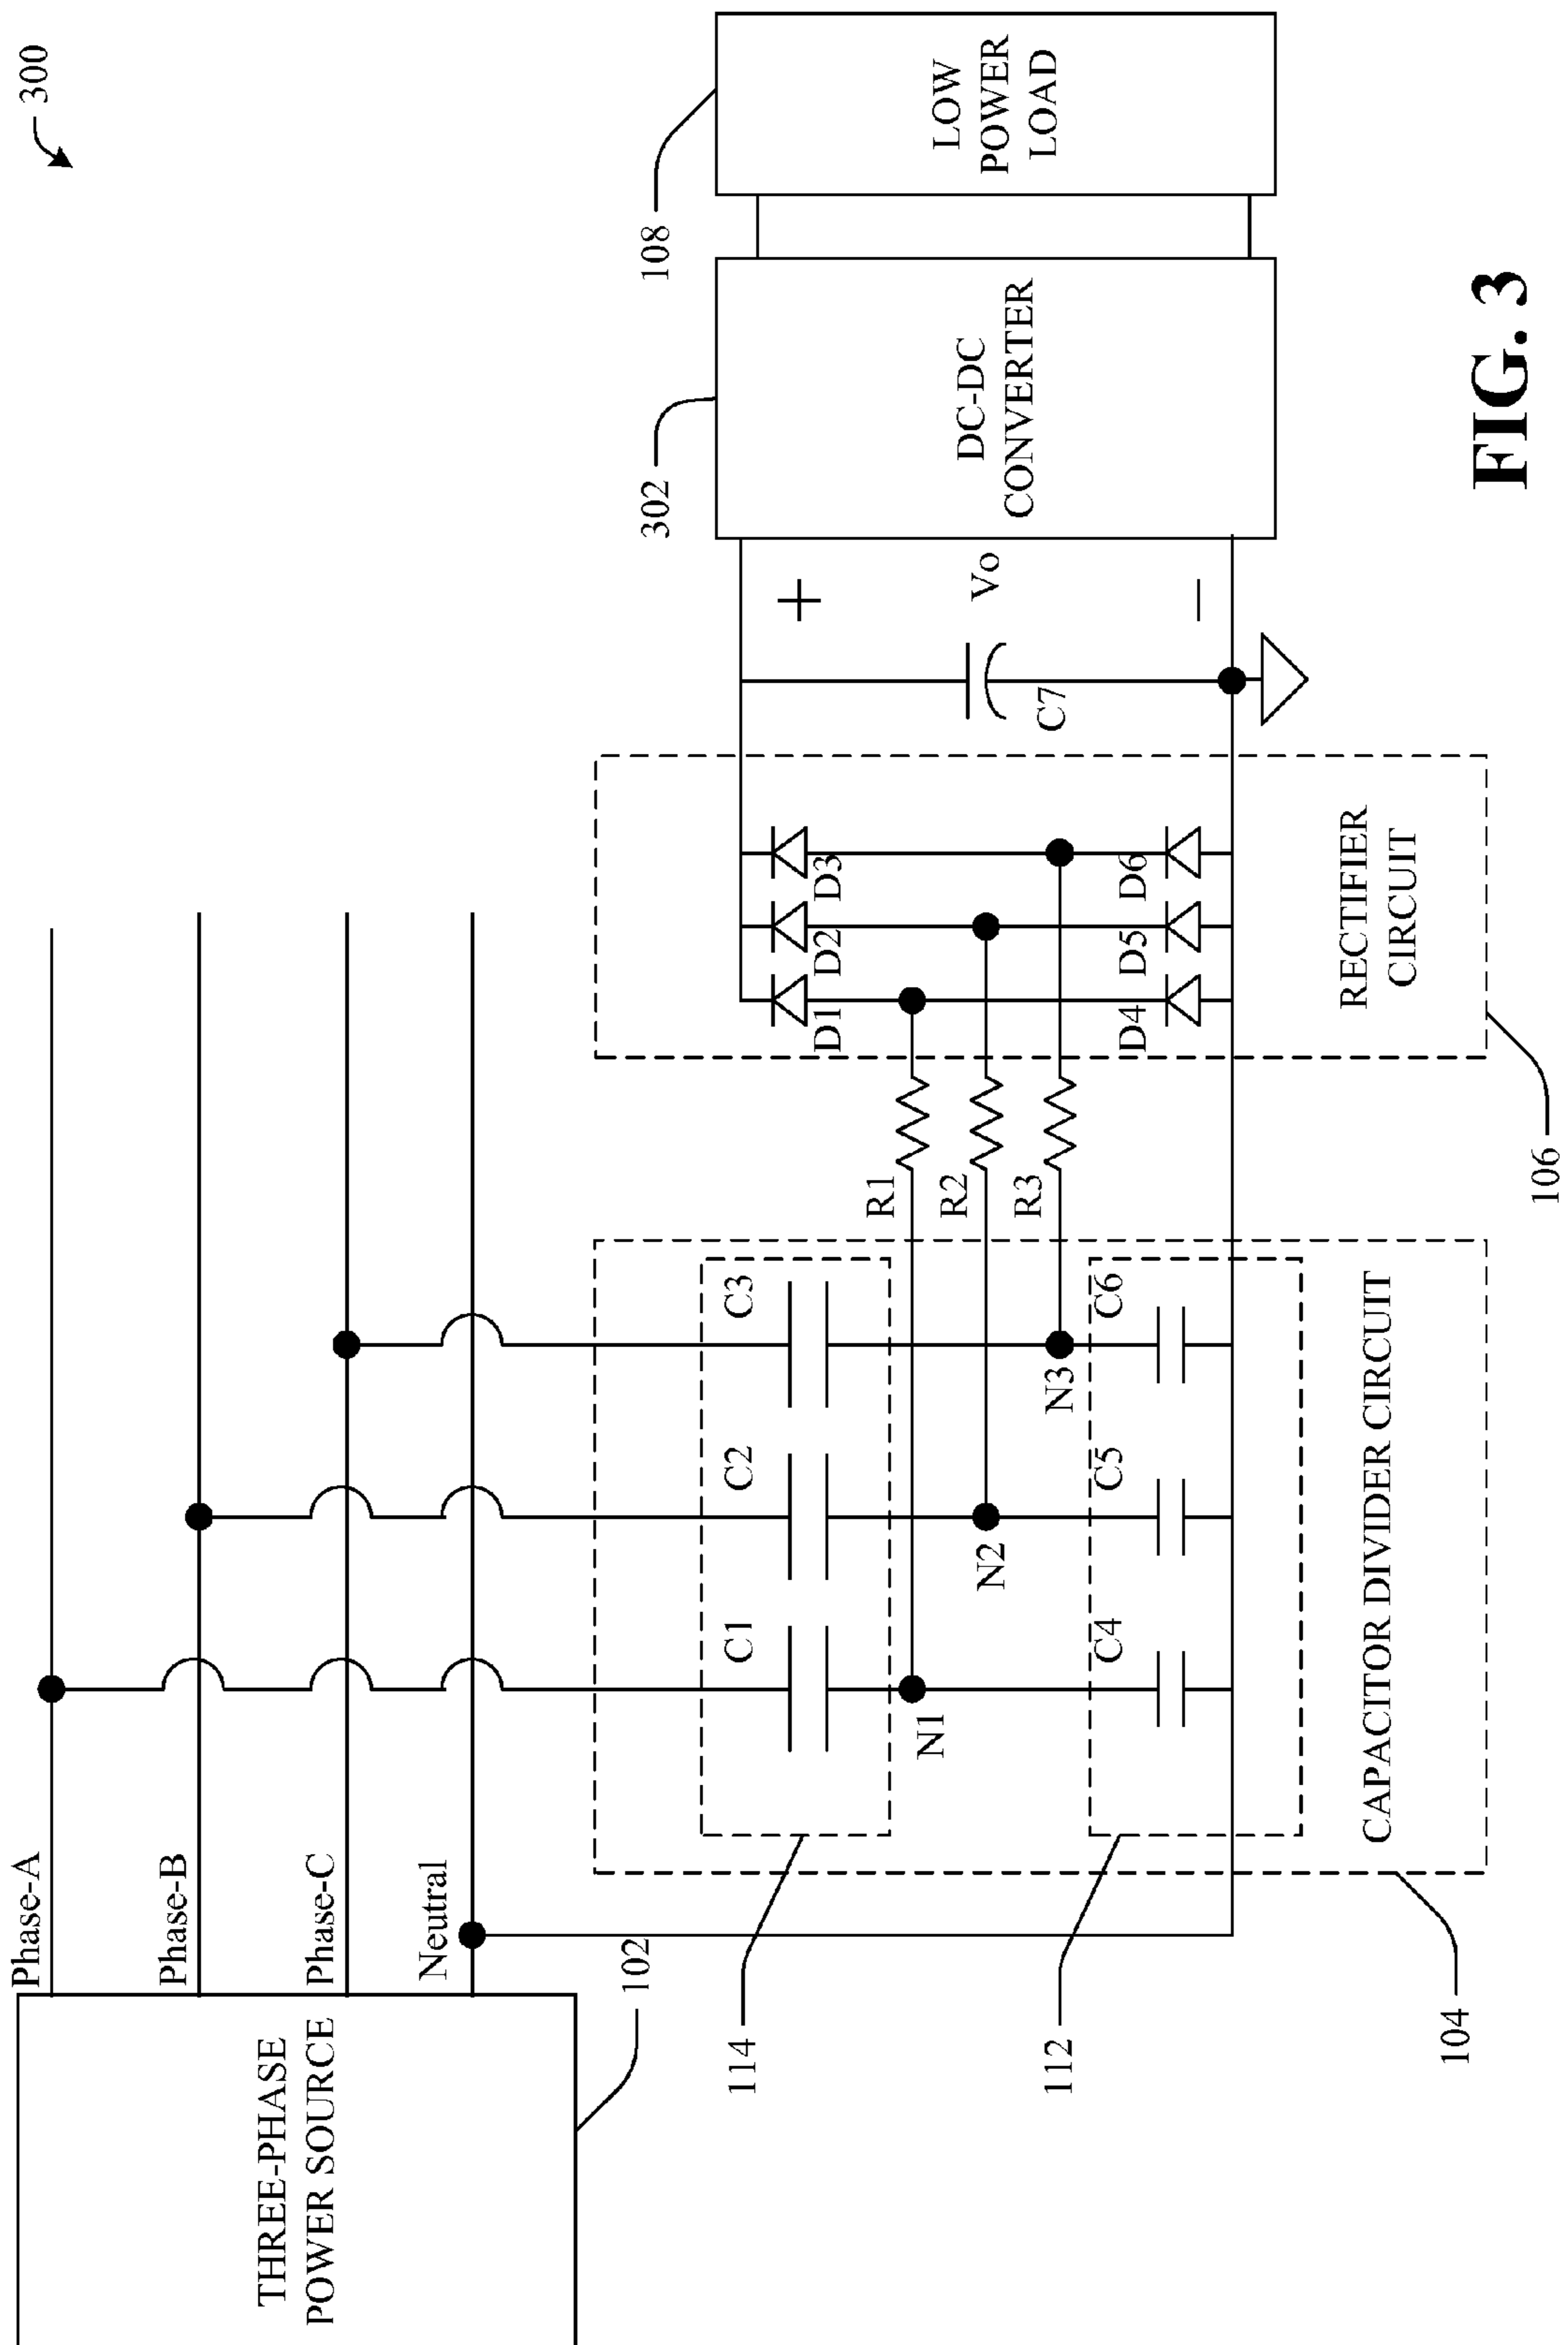 300
THREE-PHASE
POWER SOURCE
102
Phase-A
Phase-B
Phase-C
Neutral
114
112
104
C1
C2
C3
N1
N2
N3
C4
C5
C6
CAPACITOR DIVIDER CIRCUIT
R1
R2
R3
D1
D2
D3
D4
D5
D6
RECTIFIER
CIRCUIT
106
C7
+
Vo
−
302
DC-DC
CONVERTER
108
LOW
POWER
LOAD
FIG. 3